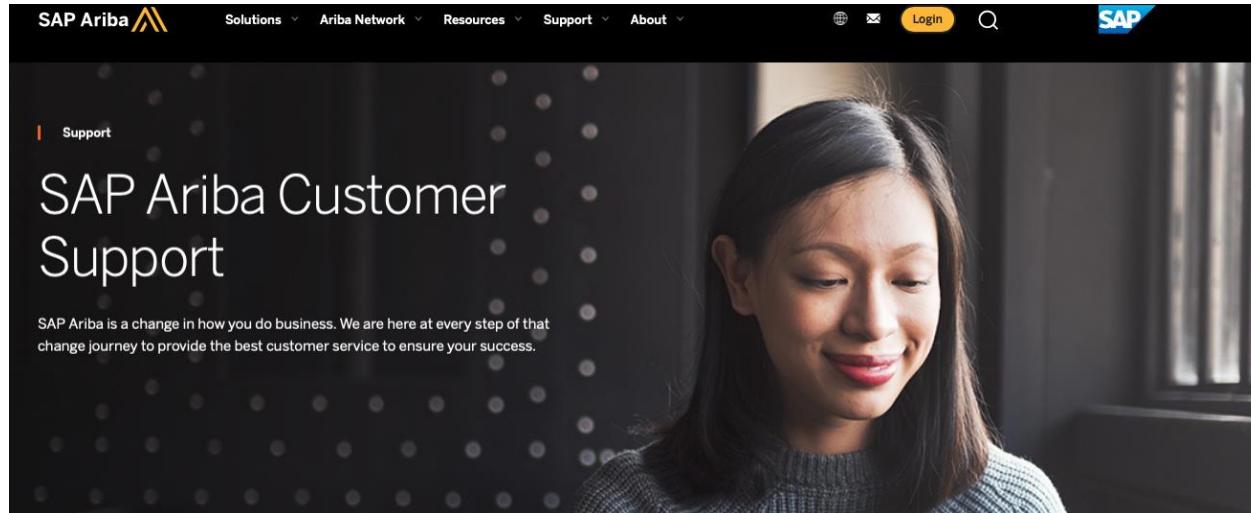 SAP Ariba Solutions Ariba Network Resources Support About Login SAP
Support
SAP Ariba Customer
Support
SAP Ariba is a change in how you do business. We are here at every step of that
change journey to provide the best customer service to ensure your success.